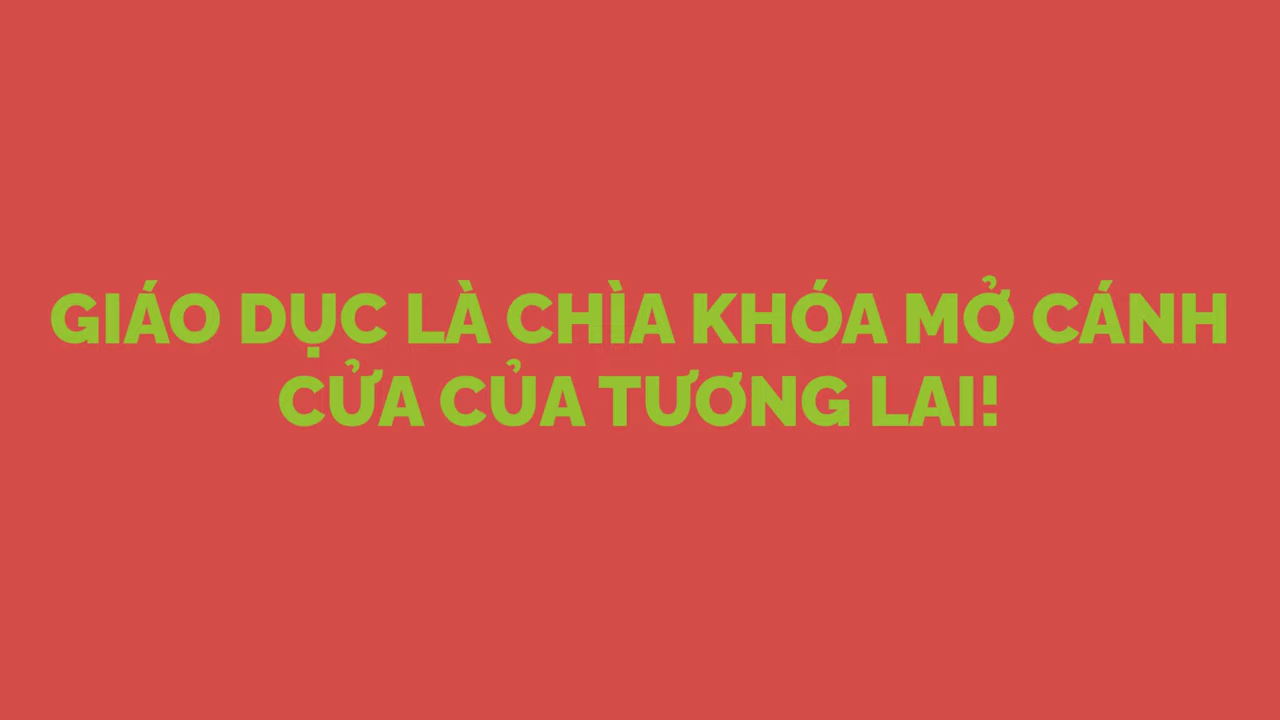 GIÁO DỤC LÀ CHÌA KHÓA MỞ CÁNH
CỬA CỦA TƯƠNG LAI!